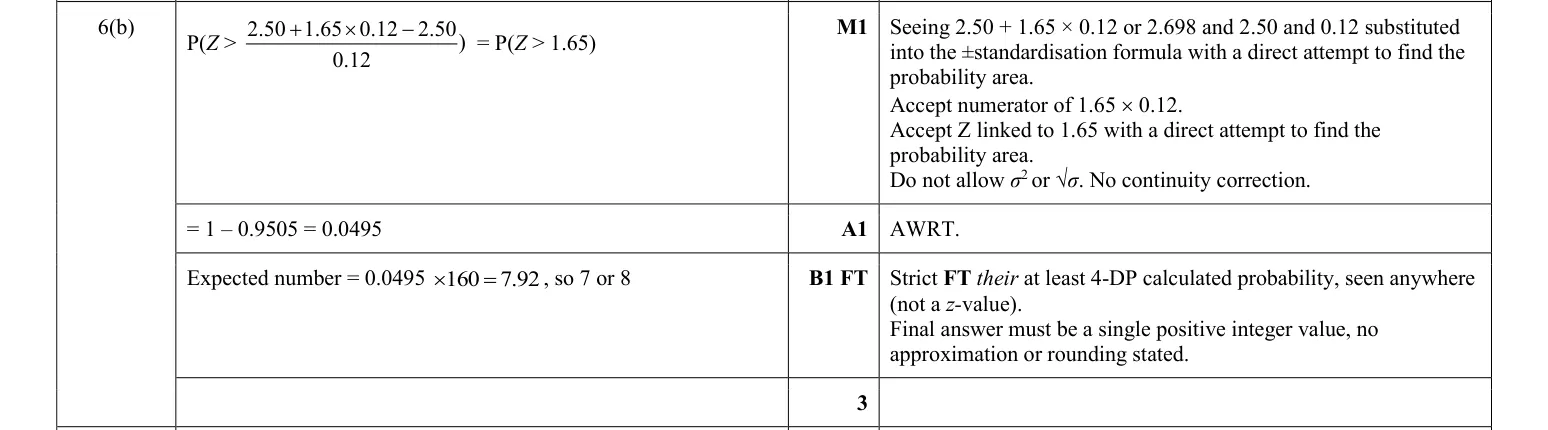 6(b)
P(Z > (2.50 + 1.65 × 0.12 − 2.50) / 0.12) = P(Z > 1.65)
M1
Seeing 2.50 + 1.65 × 0.12 or 2.698 and 2.50 and 0.12 substituted
into the ±standardisation formula with a direct attempt to find the
probability area.
Accept numerator of 1.65 × 0.12.
Accept Z linked to 1.65 with a direct attempt to find the
probability area.
Do not allow σ² or √σ. No continuity correction.
= 1 – 0.9505 = 0.0495
A1
AWRT.
Expected number = 0.0495 ×160 = 7.92 , so 7 or 8
B1 FT
Strict FT their at least 4-DP calculated probability, seen anywhere
(not a z-value).
Final answer must be a single positive integer value, no
approximation or rounding stated.
3